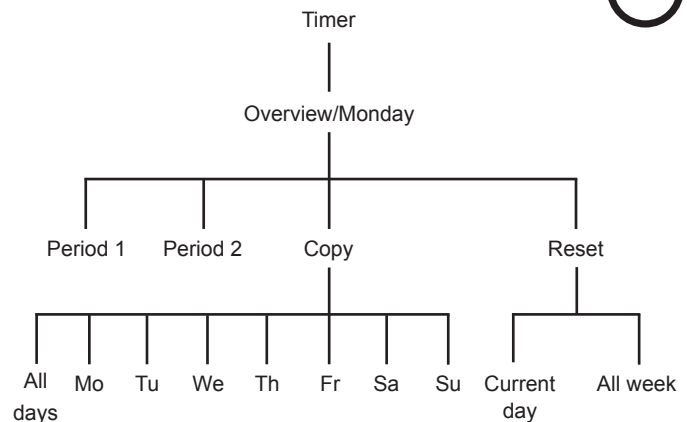 Timer
Overview/Monday
Period 1 Period 2 Copy Reset
All days Mo Tu We Th Fr Sa Su Current day All week